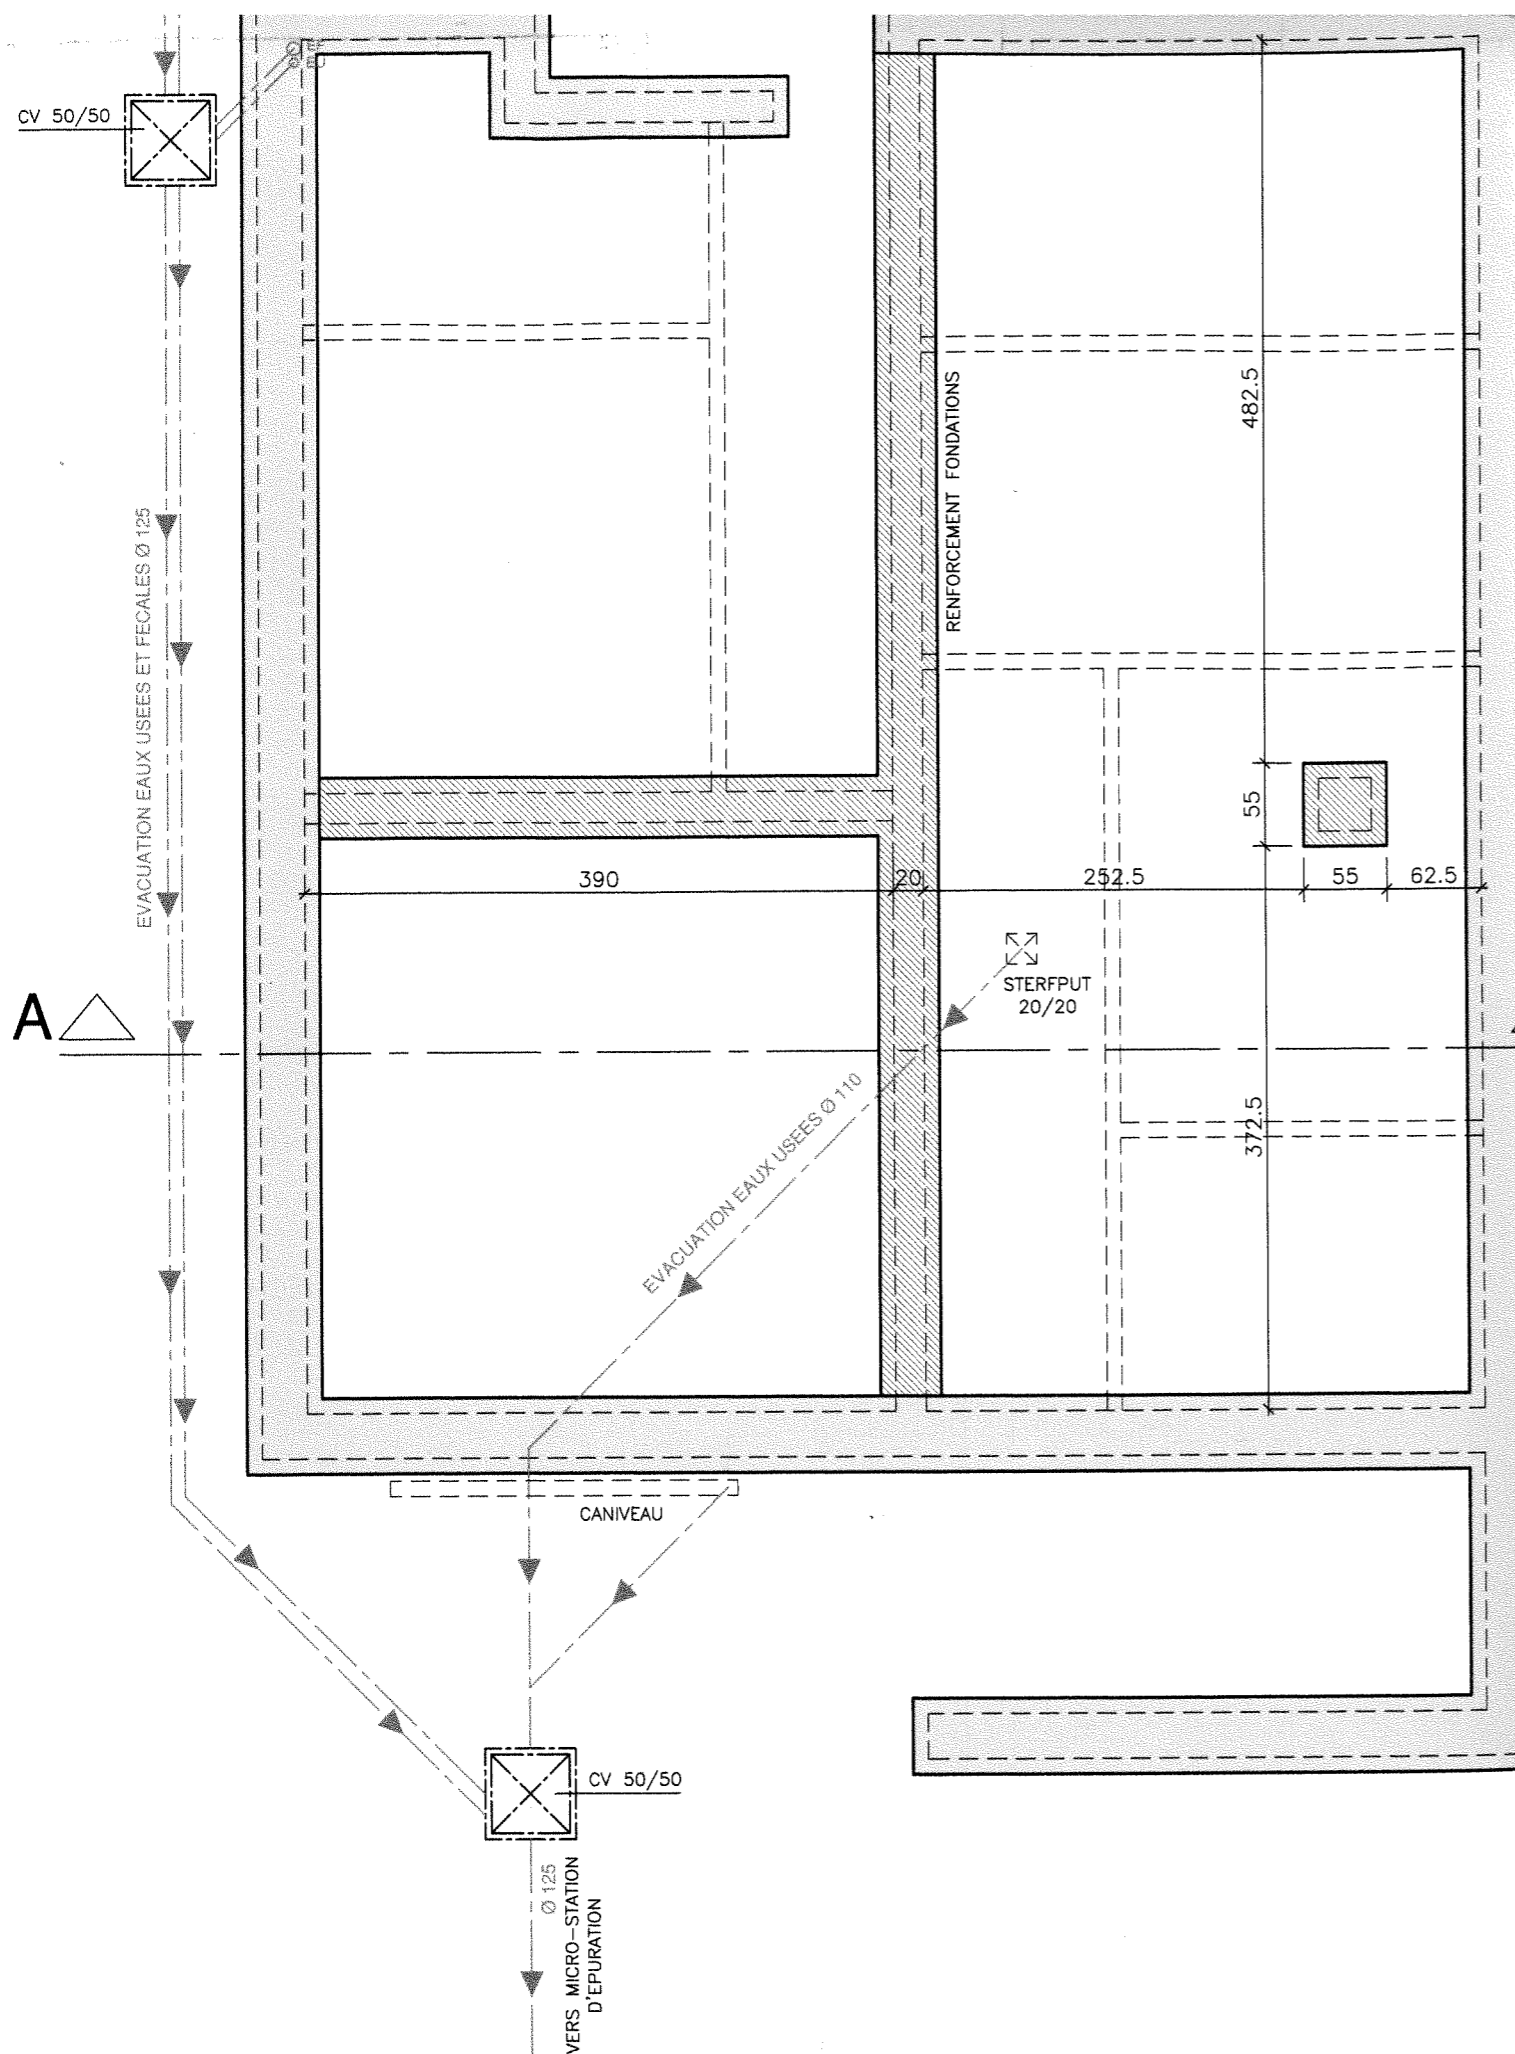 EF
EU
CV 50/50
482.5
RENFORCEMENT FONDATIONS
EVACUATION EAUX USEES ET FECALES Ø 125
55
390
20
252.5
55
62.5
STERFPUT
20/20
A
EVACUATION EAUX USEES Ø 110
372.5
CANIVEAU
CV 50/50
Ø 125
VERS MICRO-STATION
D'EPURATION